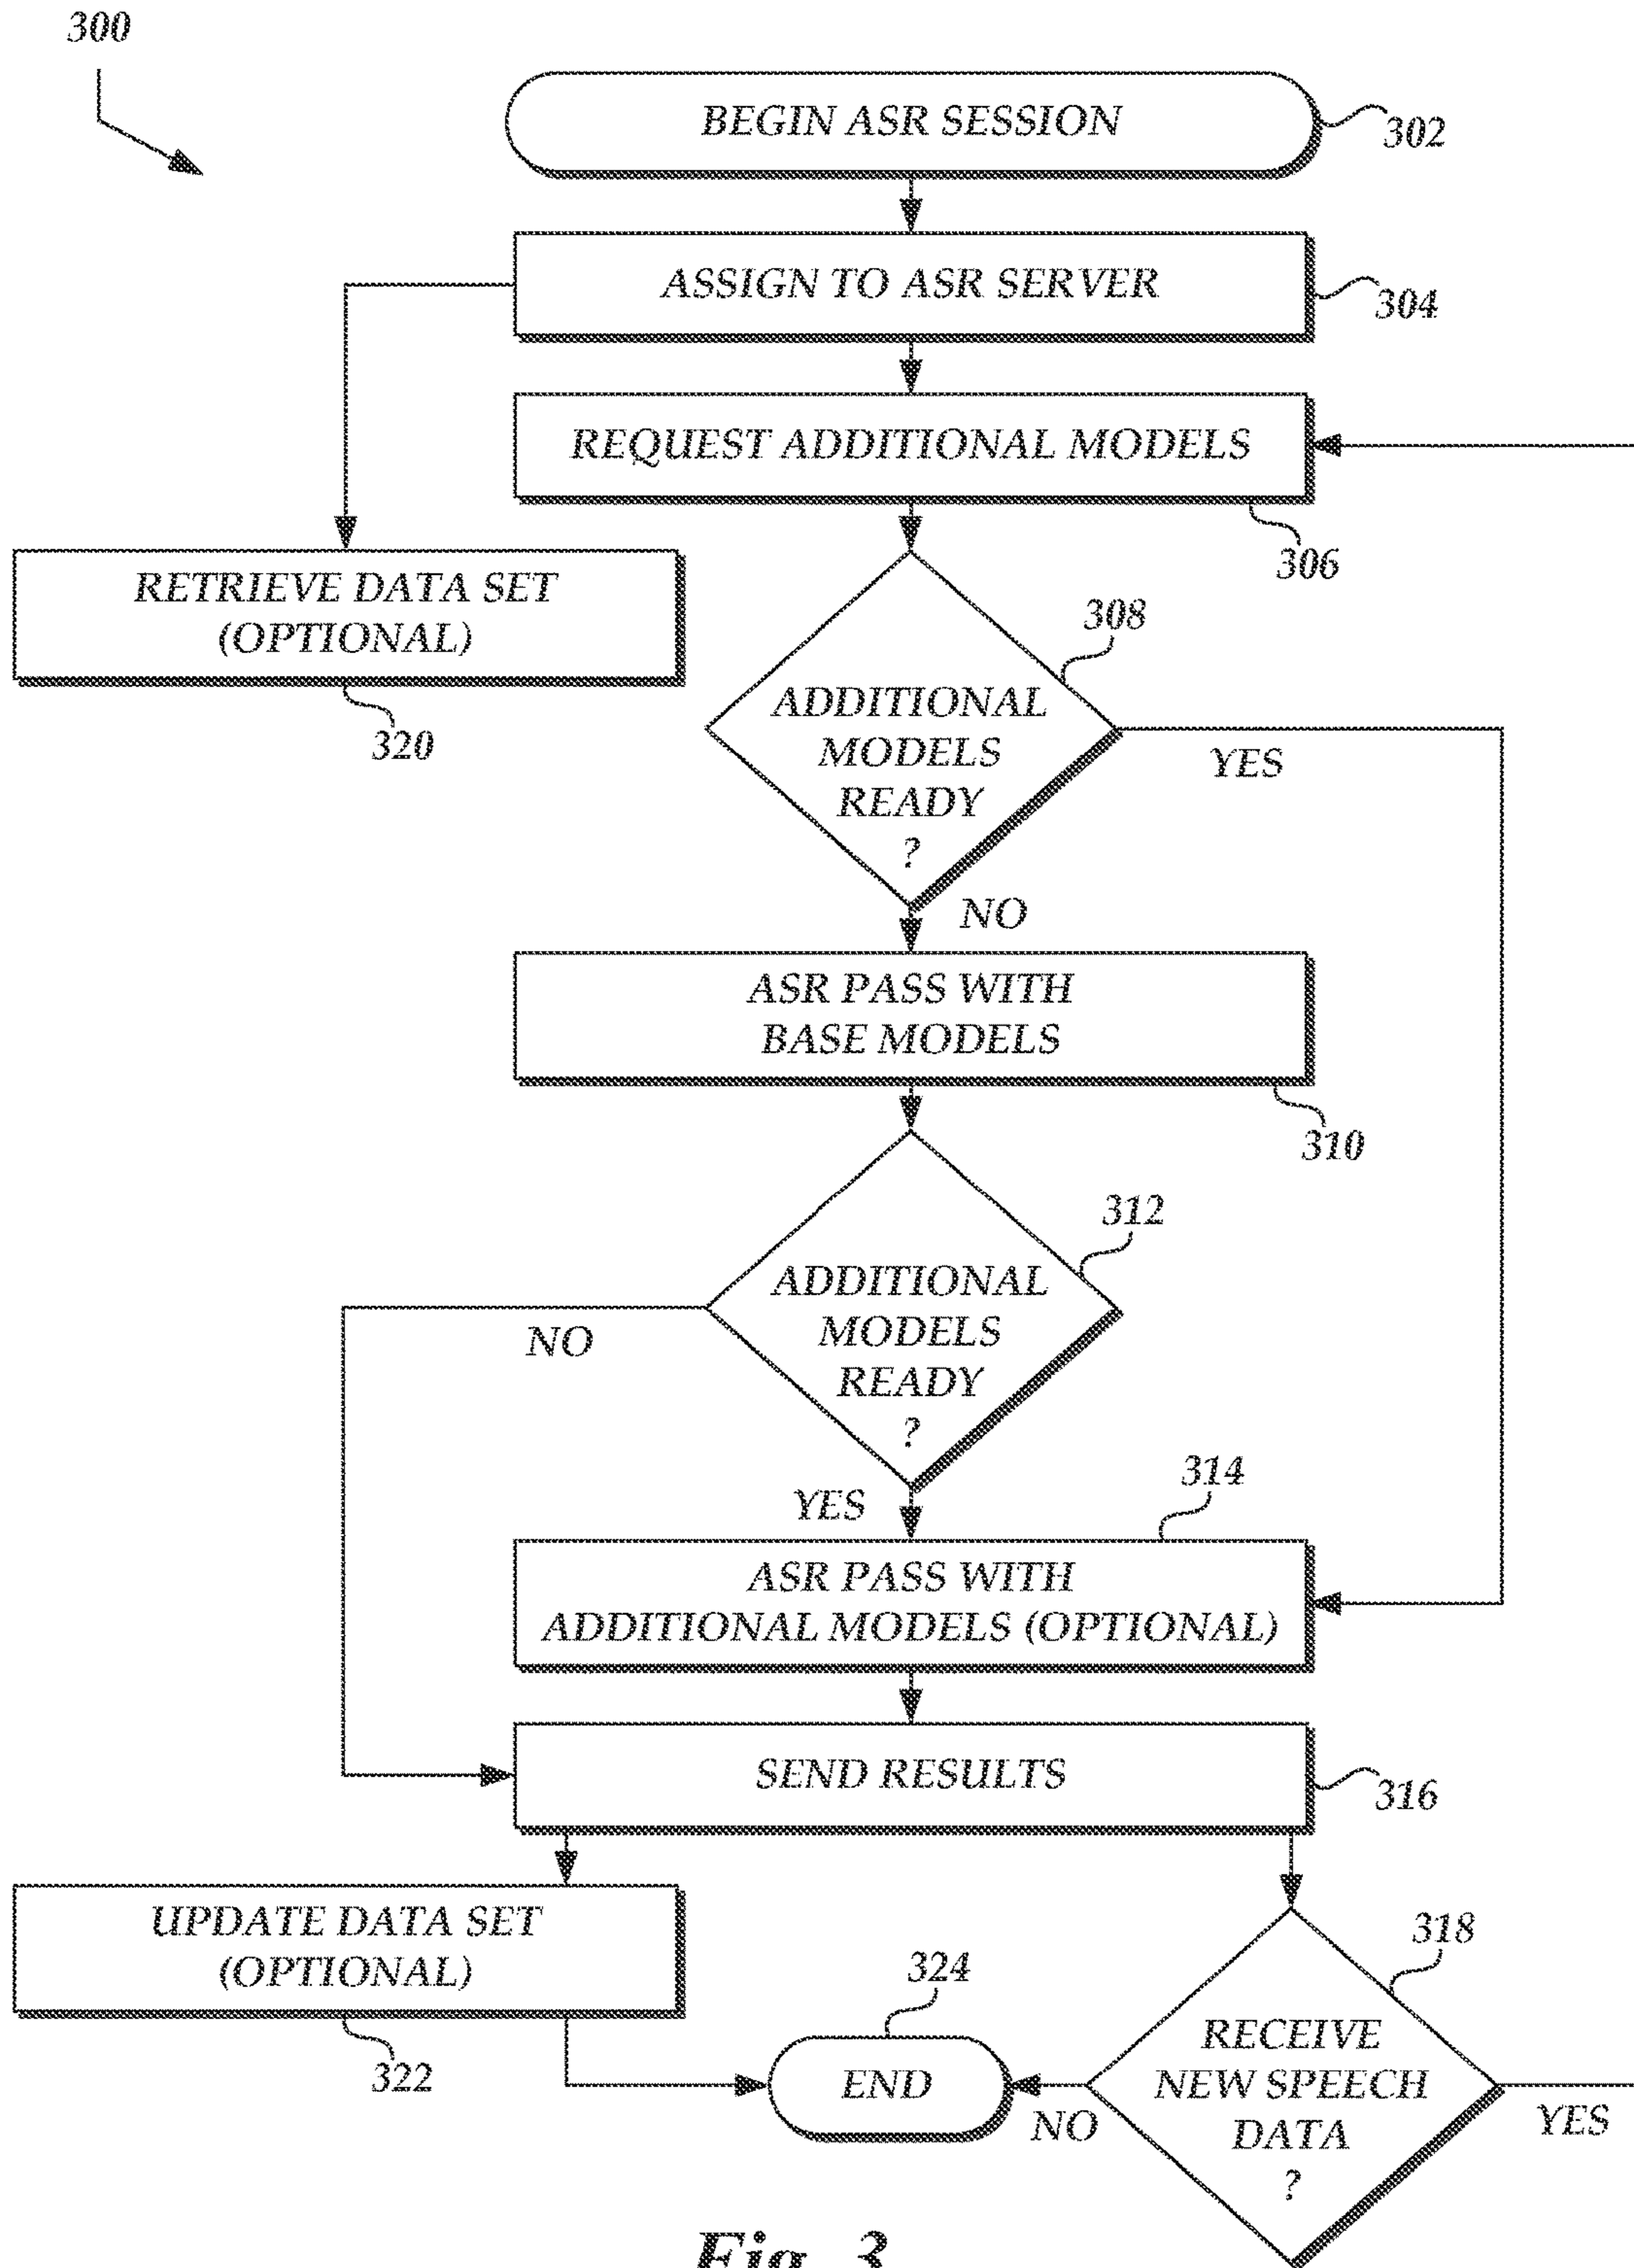 300
BEGIN ASR SESSION
302
ASSIGN TO ASR SERVER
304
REQUEST ADDITIONAL MODELS
306
RETRIEVE DATA SET
(OPTIONAL)
320
308
ADDITIONAL
MODELS
READY
?
YES
NO
ASR PASS WITH
BASE MODELS
310
312
ADDITIONAL
MODELS
READY
?
NO
YES
314
ASR PASS WITH
ADDITIONAL MODELS (OPTIONAL)
SEND RESULTS
316
UPDATE DATA SET
(OPTIONAL)
322
324
END
318
RECEIVE
NEW SPEECH
DATA
?
NO
YES
Fig. 3